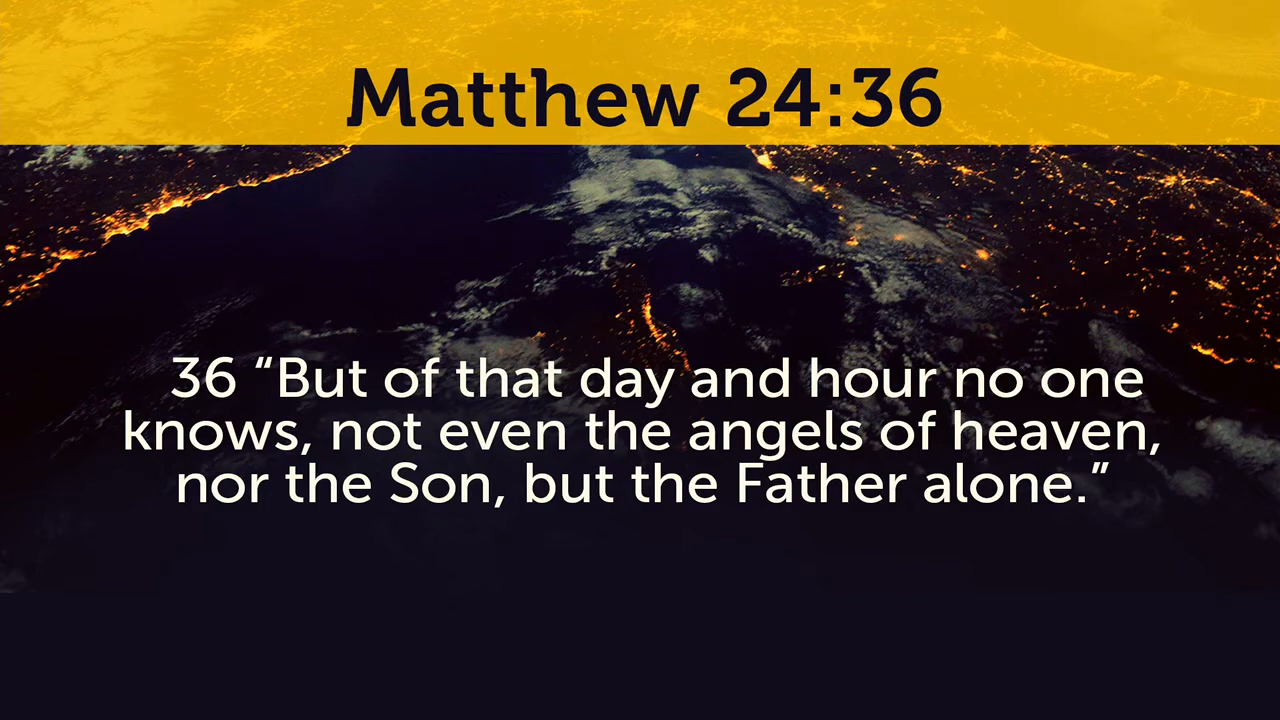 Matthew 24:36
36 “But of that day and hour no one
knows, not even the angels of heaven,
nor the Son, but the Father alone.”